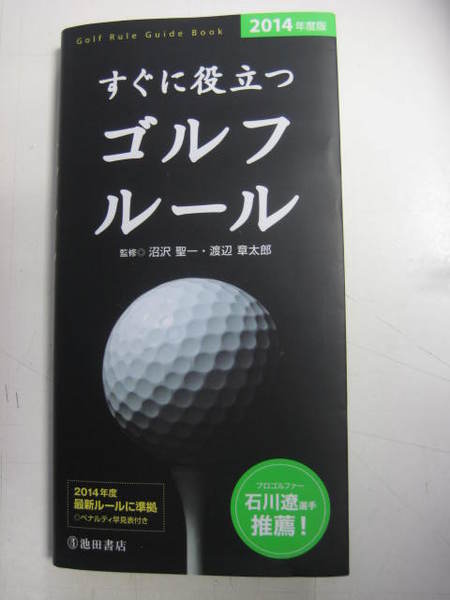 Golf Rule Guide Book
2014年度版
すぐに役立つ
ゴルフ
ルール
監修◎ 沼沢 聖一・渡辺 章太郎
2014年度
最新ルールに準拠
◎ペナルティ早見表付き
プロゴルファー
石川遼選手
推薦！
池田書店